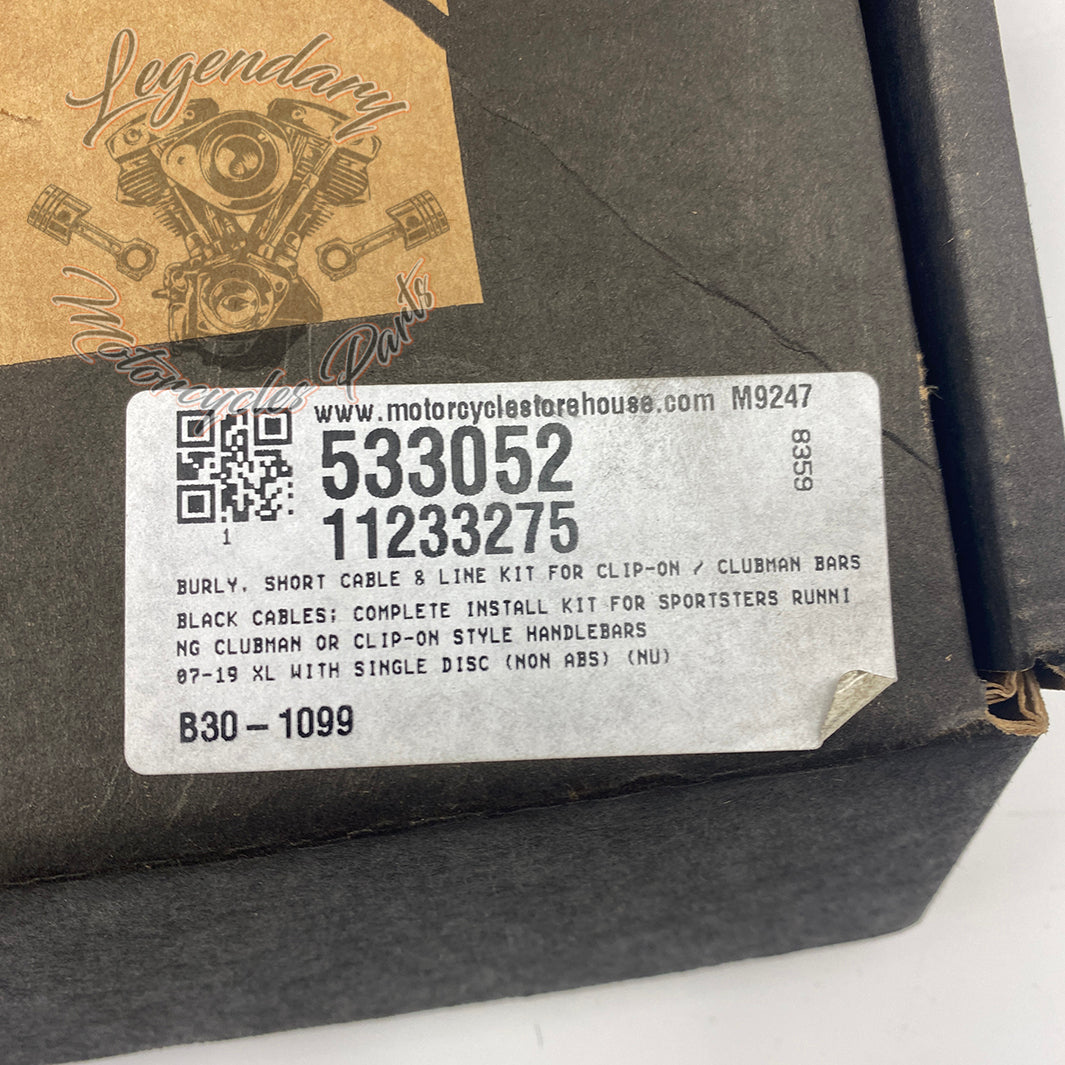 Legendary
Motorcycles Parts
www.motorcyclestorehouse.com M9247
533052
8359
11233275
1
BURLY, SHORT CABLE & LINE KIT FOR CLIP-ON / CLUBMAN BARS
BLACK CABLES; COMPLETE INSTALL KIT FOR SPORTSTERS RUNNI
NG CLUBMAN OR CLIP-ON STYLE HANDLEBARS
07-19 XL WITH SINGLE DISC (NON ABS) (NU)
B30-1099